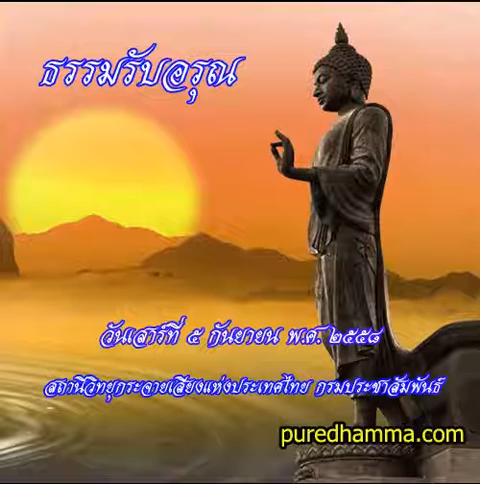 ธรรมรับอรุณ
วันเสาร์ที่ ๕ กันยายน พ.ศ. ๒๕๕๘
สถานีวิทยุกระจายเสียงแห่งประเทศไทย กรมประชาสัมพันธ์
puredhamma.com